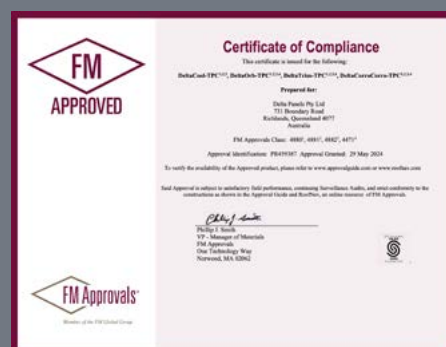 FM
APPROVED
FM Approvals
Member of the FM Global Group
Certificate of Compliance
This certificate is issued for the following:
DeltaCool-TPC DeltaOrb-TPC DeltaTrim-TPC DeltaCorroCorro-TPC
Prepared for:
Delta Panels Pty Ltd
731 Boundary Road
Richlands, Queensland 4077
Australia
FM Approvals Class: 4880¹, 4881², 4882³, 4471⁴
Approval Identification: PR459387 Approval Granted: 29 May 2024
To verify the availability of the Approved product, please refer to www.approvalguide.com or www.roofnav.com
Said Approval is subject to satisfactory field performance, continuing Surveillance Audits, and strict conformity to the
constructions as shown in the Approval Guide and RoofNav, an online resource of FM Approvals.
Phillip J. Smith
Phillip J. Smith
VP - Manager of Materials
FM Approvals
One Technology Way
Norwood, MA 02062